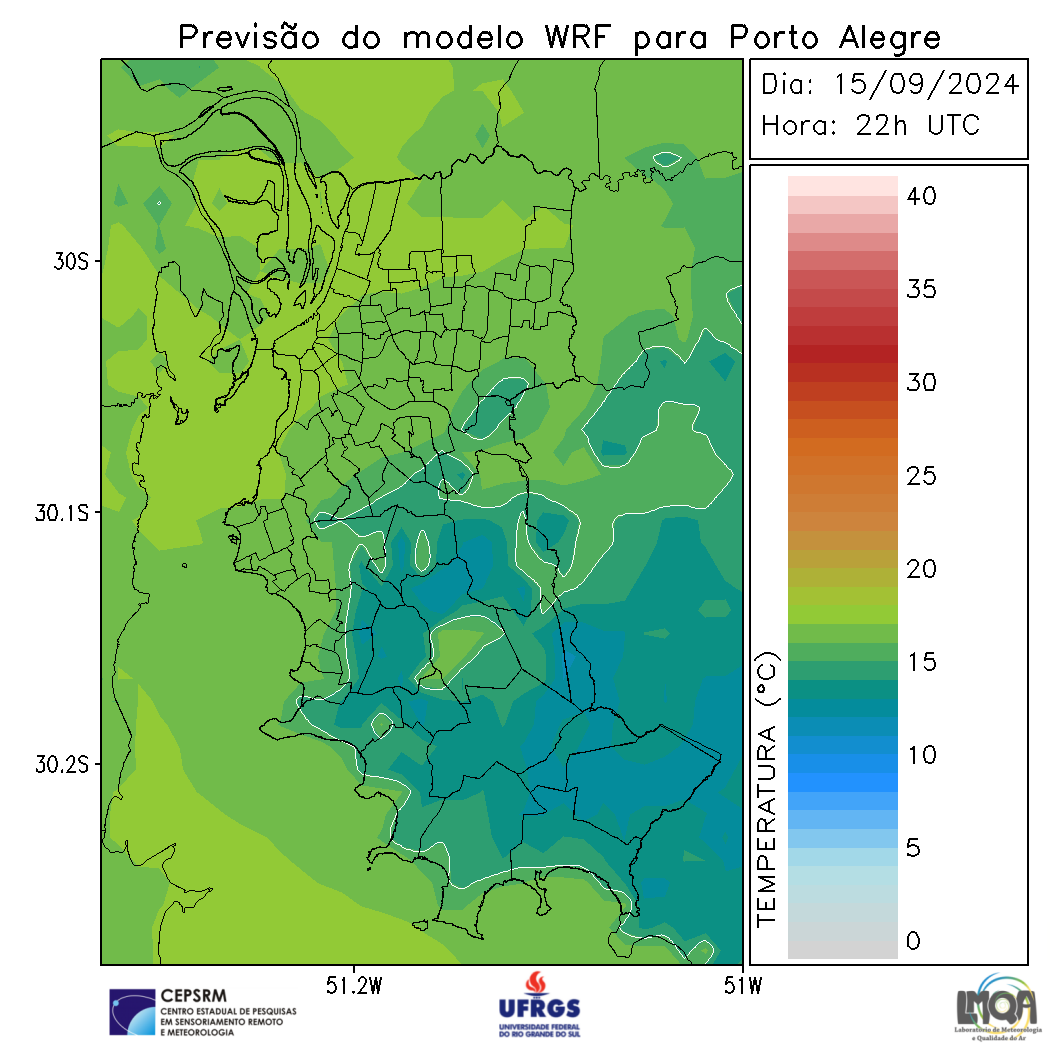 Previsão do modelo WRF para Porto Alegre
Dia: 15/09/2024
Hora: 22h UTC
30S
30.1S
30.2S
51.2W
51W
TEMPERATURA (°C)
40
35
30
25
20
15
10
5
0
CEPSRM
CENTRO ESTADUAL DE PESQUISAS
EM SENSORIAMENTO REMOTO
E METEOROLOGIA
UFRGS
UNIVERSIDADE FEDERAL
DO RIO GRANDE DO SUL
LMQA
Laboratório de Meteorologia
e Qualidade do Ar